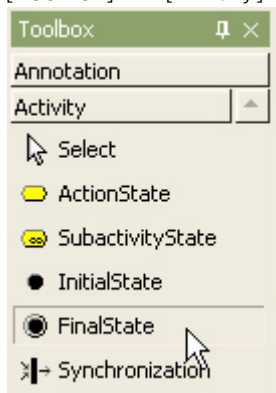 Toolbox
Annotation
Activity
Select
ActionState
SubactivityState
InitialState
FinalState
Synchronization